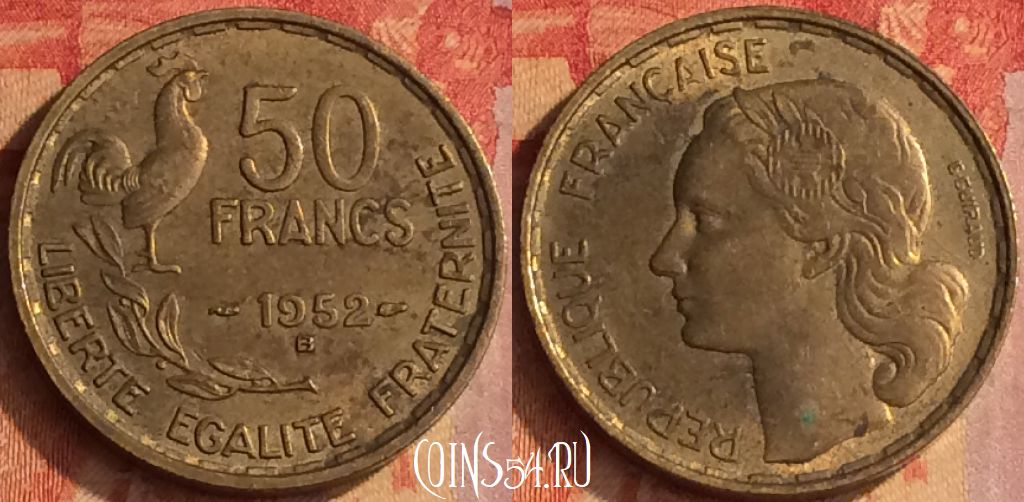 50
FRANCS
1952
B
LIBERTE EGALITE FRATERNITE
REPUBLIQUE FRANÇAISE
G.GUIRAUD
COINS54.RU